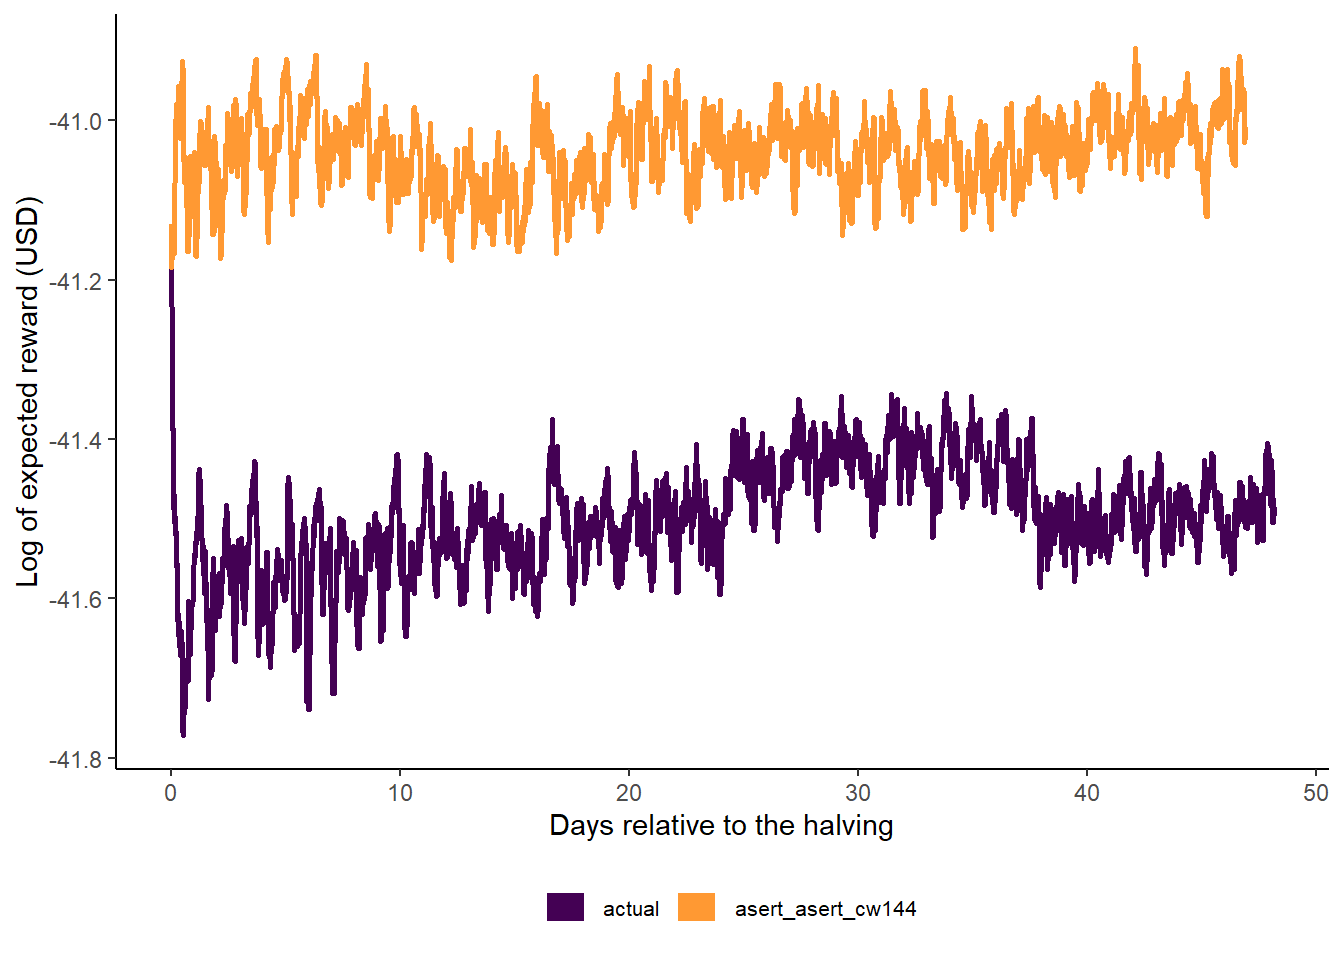 Log of expected reward (USD)
-41.0
-41.2
-41.4
-41.6
-41.8
0 10 20 30 40 50
Days relative to the halving
actual asert_asert_cw144